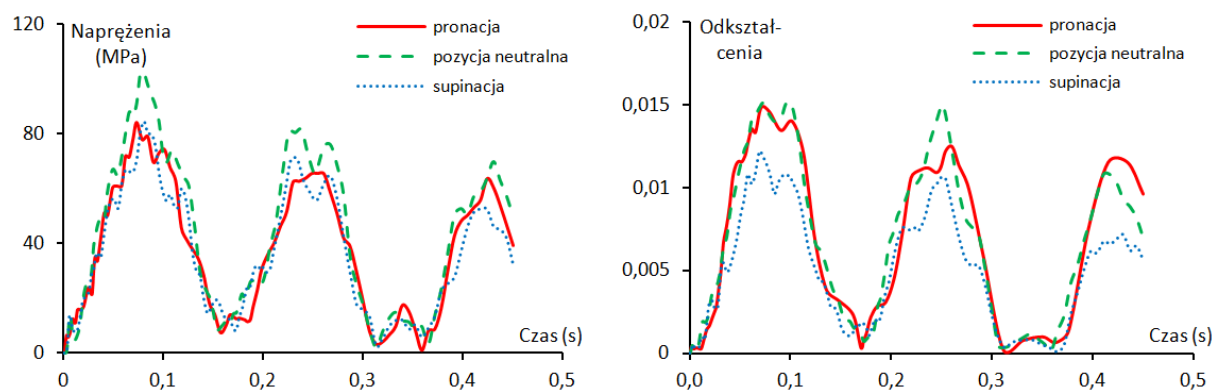 120
80
40
0
Naprężenia
(MPa)
pronacja
pozycja neutralna
supinacja
Czas (s)
0
0,1
0,2
0,3
0,4
0,5
0,02
0,015
0,01
0,005
0
Odkształ-
cenia
pronacja
pozycja neutralna
supinacja
Czas (s)
0,0
0,1
0,2
0,3
0,4
0,5